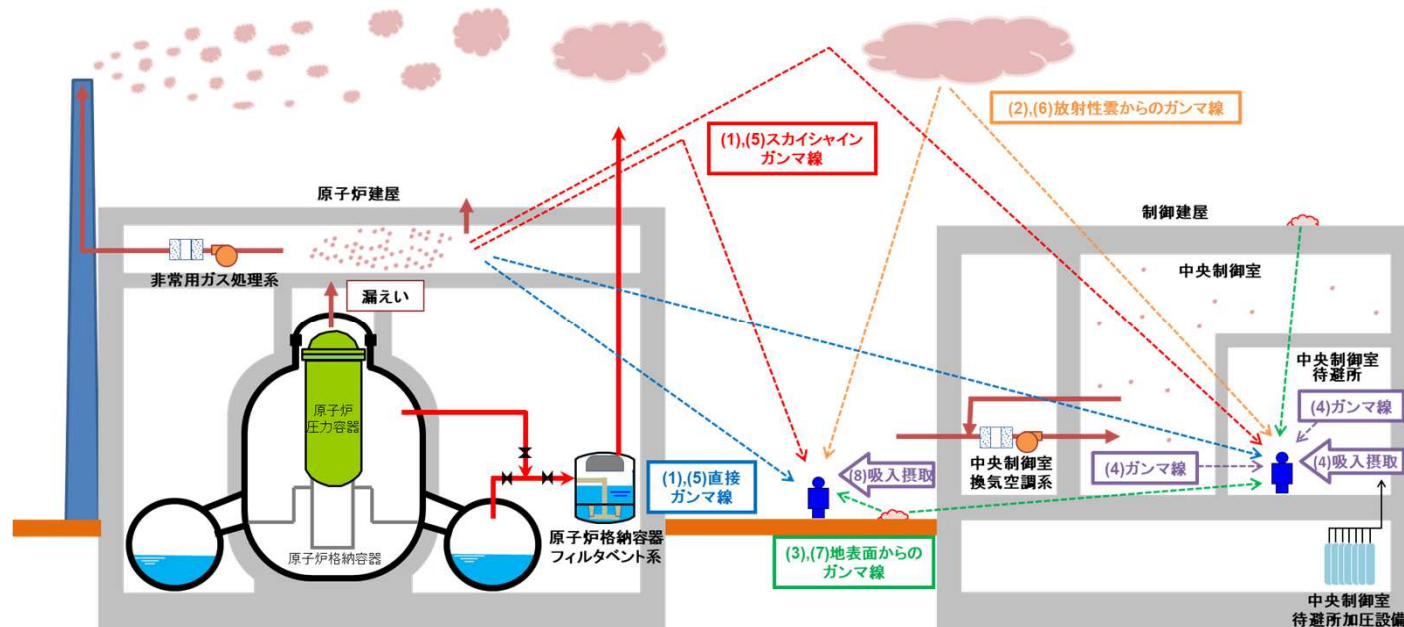 (2),(6)放射性雲からのガンマ線
(1),(5)スカイシャイン
ガンマ線
原子炉建屋
制御建屋
非常用ガス処理系
中央制御室
漏えい
中央制御室
待避所
原子炉
圧力容器
(4)ガンマ線
(1),(5)直接
ガンマ線
(8)吸入摂取
中央制御室
換気空調系
(4)ガンマ線
(4)吸入摂取
原子炉格納容器
原子炉格納容器
フィルタベント系
(3),(7)地表面からの
ガンマ線
中央制御室
待避所加圧設備